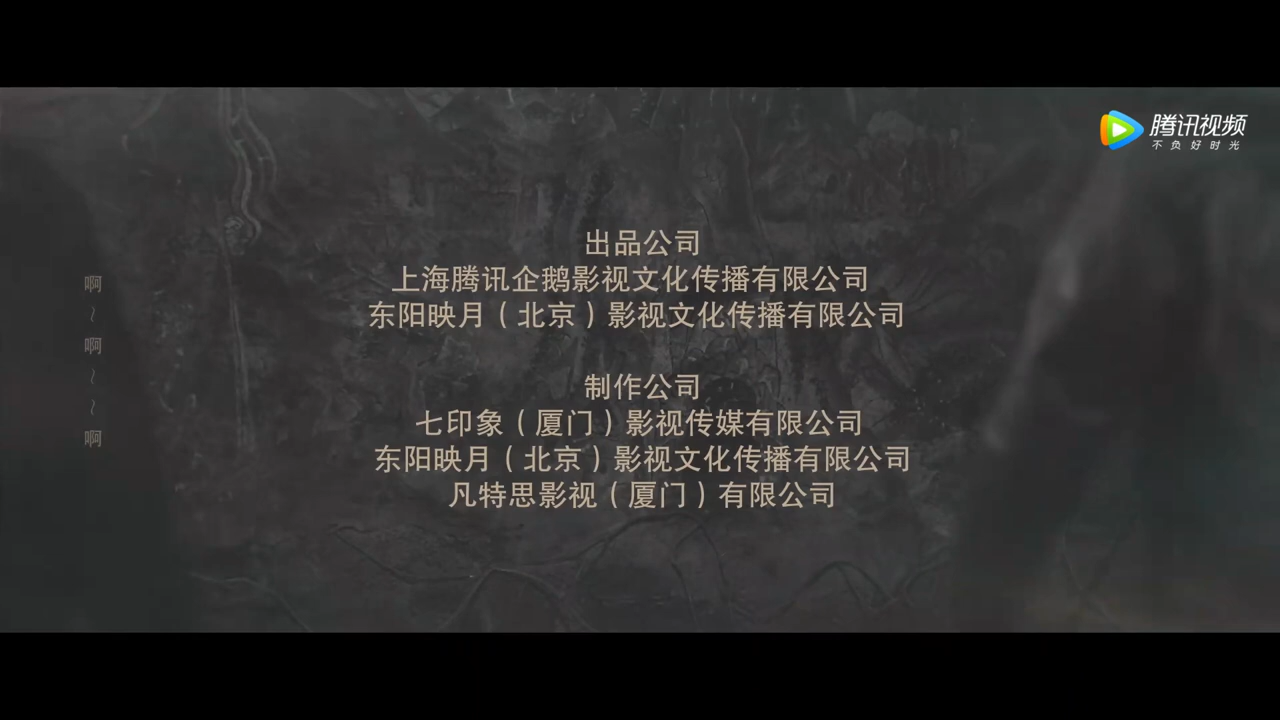 腾讯视频
不负好时光
出品公司
上海腾讯企鹅影视文化传播有限公司
东阳映月（北京）影视文化传播有限公司
制作公司
七印象（厦门）影视传媒有限公司
东阳映月（北京）影视文化传播有限公司
凡特思影视（厦门）有限公司
啊~啊~~啊